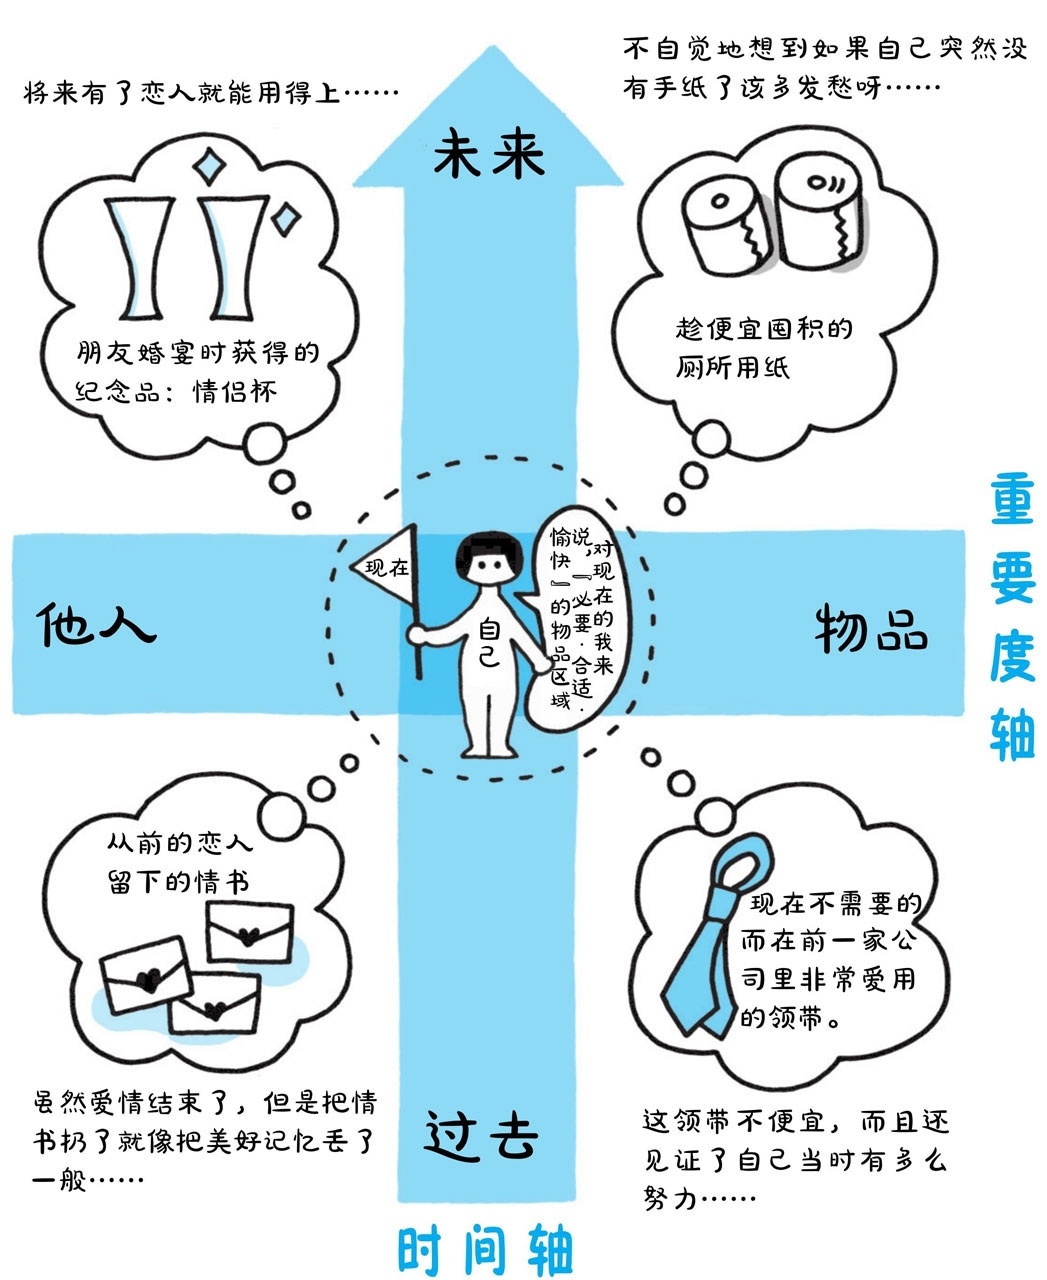 将来有了恋人就能用得上……
不自觉地想到如果自己突然没
有手纸了该多发愁呀……
未来
朋友婚宴时获得的
纪念品：情侣杯
趁便宜囤积的
厕所用纸
重要度轴
他人
现在
自己
对现在的我来
说，『必要·合适·
愉快』的物品区域
物品
从前的恋人
留下的情书
现在不需要的
而在前一家公
司里非常爱用
的领带。
虽然爱情结束了，但是把情
书扔了就像把美好记忆丢了
一般……
过去
这领带不便宜，而且还
见证了自己当时有多么
努力……
时间轴